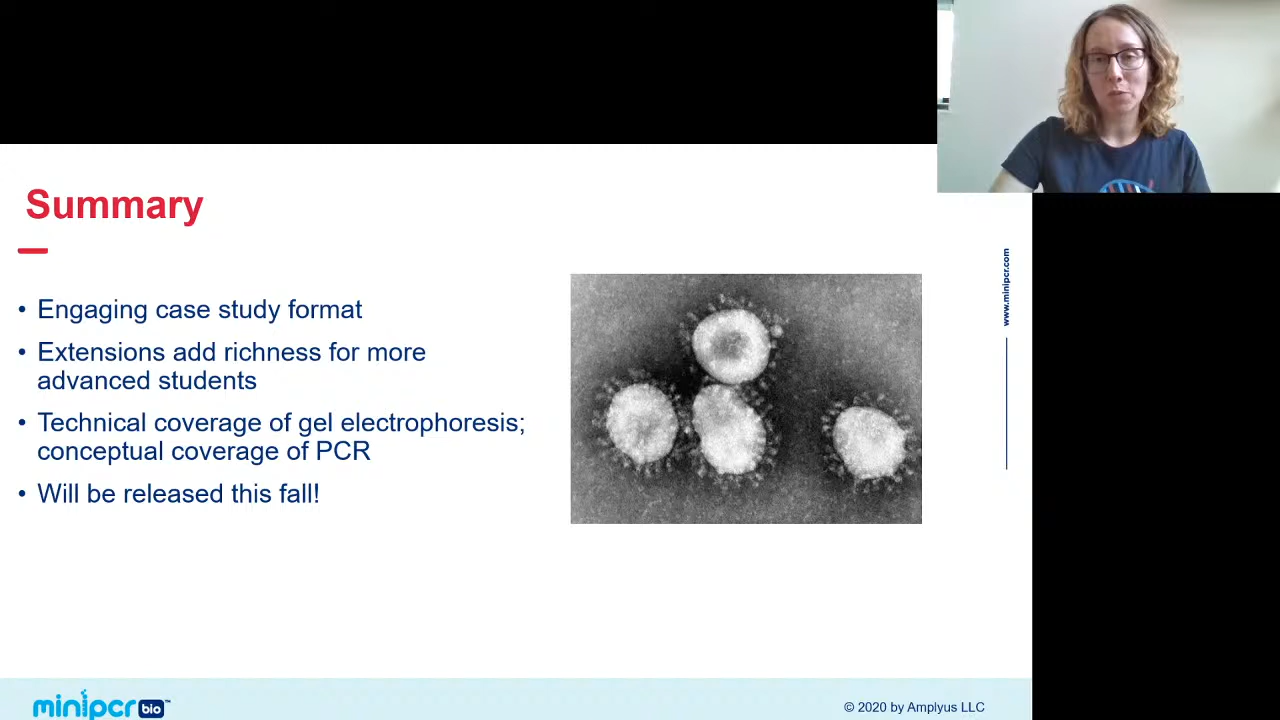 Summary
• Engaging case study format
• Extensions add richness for more
advanced students
• Technical coverage of gel electrophoresis;
conceptual coverage of PCR
• Will be released this fall!
www.minipcr.com
minipcr bio™
© 2020 by Amplyus LLC